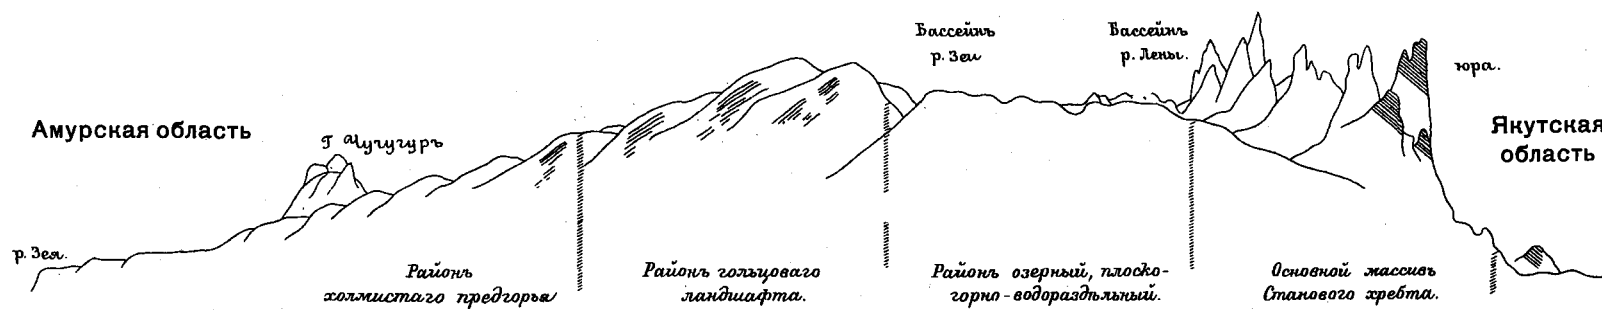 Бассейнъ
р. Зеи
Бассейнъ
р. Лены.
юра.
Амурская область
Г Чучугуръ
Якутская
область
р. Зея.
Районъ
холмистаго предгорья
Районъ гольцоваго
ландшафта.
Районъ озерный, плоско-
горно-водораздѣльный.
Основной массивъ
Станового хребта.